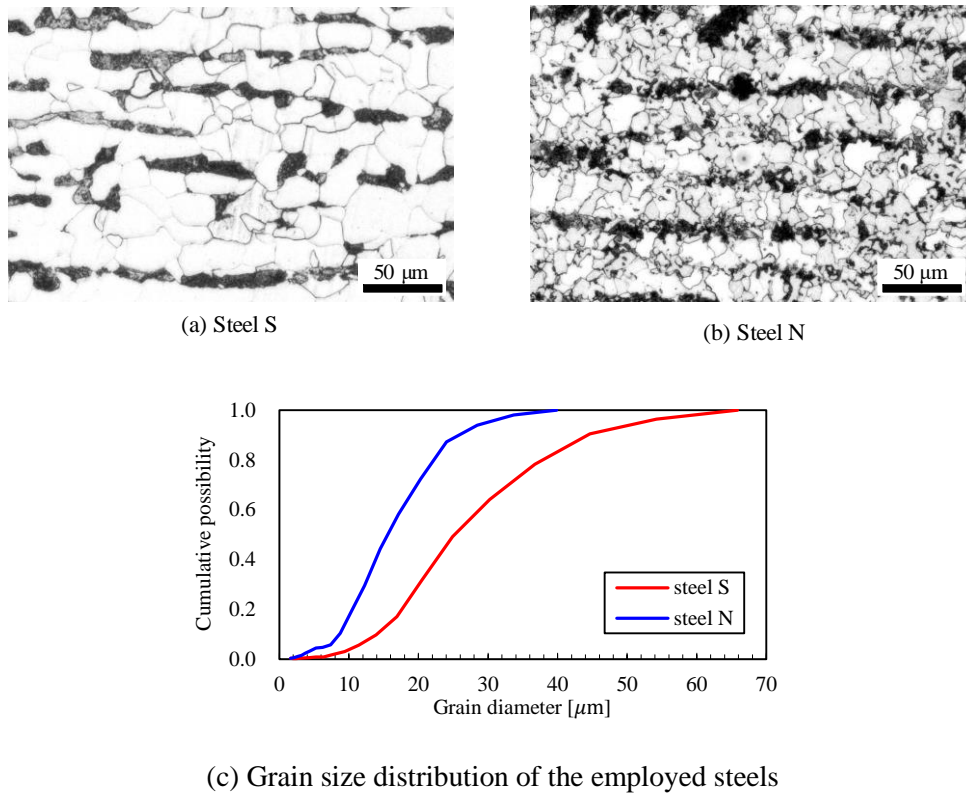 50 μm
50 μm
(a) Steel S
(b) Steel N
1.0
0.8
0.6
0.4
0.2
0.0
Cumulative possibility
steel S
steel N
0 10 20 30 40 50 60 70
Grain diameter [μm]
(c) Grain size distribution of the employed steels